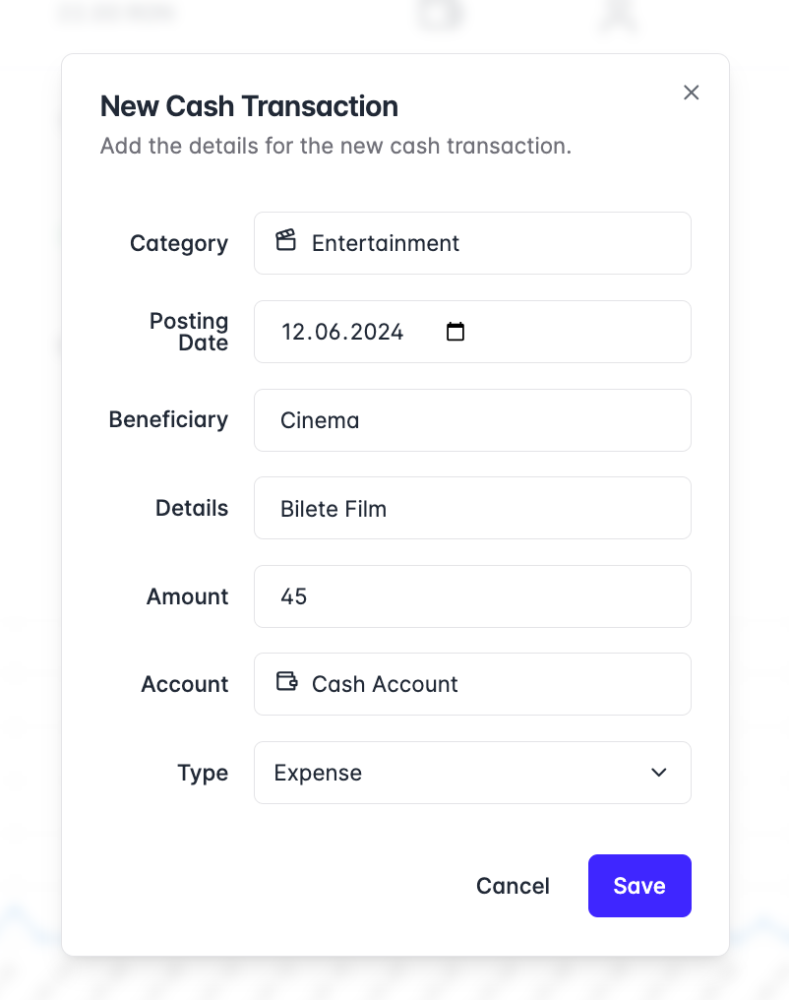 New Cash Transaction
Add the details for the new cash transaction.
Category
Entertainment
Posting
Date
12.06.2024
Beneficiary
Cinema
Details
Bilete Film
Amount
45
Account
Cash Account
Type
Expense
Cancel
Save